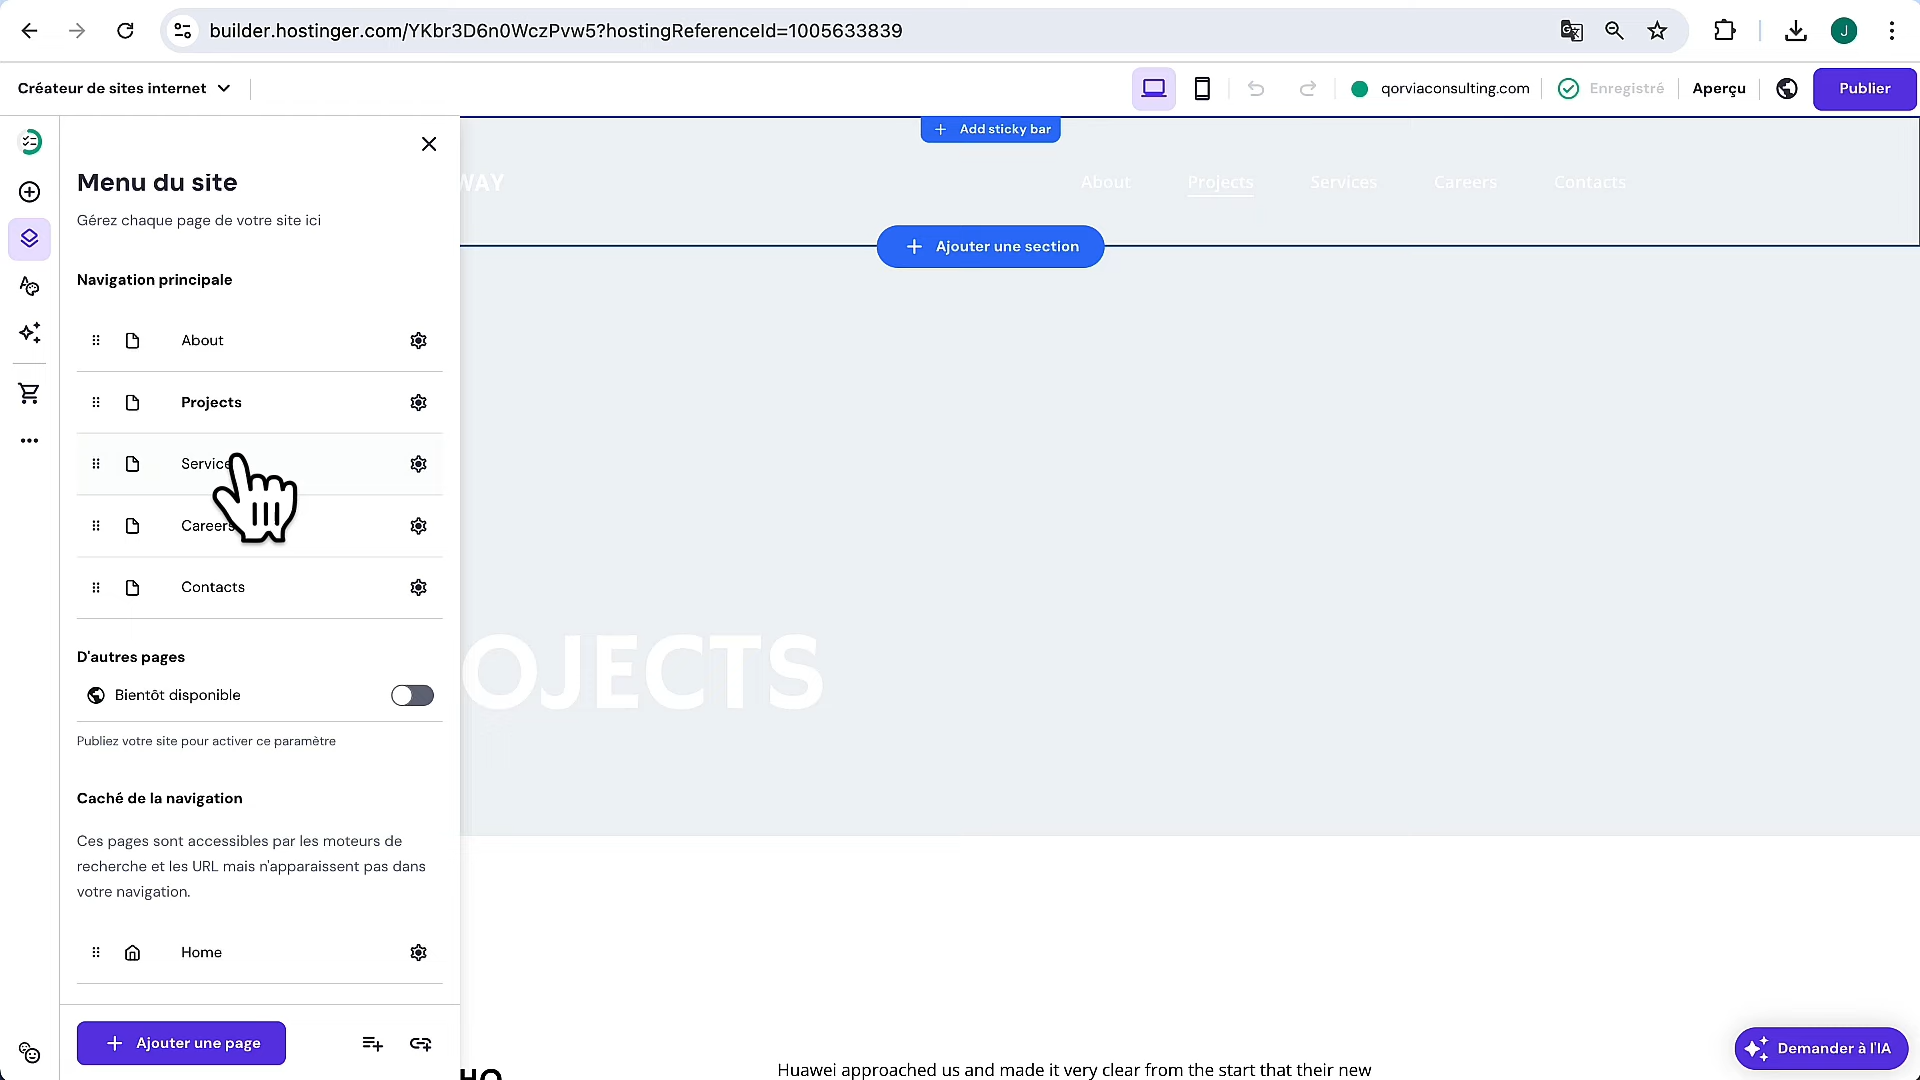 builder.hostinger.com/YKbr3D6n0WczPvw5?hostingReferenceId=1005633839
J
Créateur de sites internet
qorviaconsulting.com
Enregistré
Aperçu
Publier
Add sticky bar
Menu du site
WAY
About
Projects
Services
Careers
Contacts
Gérez chaque page de votre site ici
Ajouter une section
Navigation principale
About
Projects
Service
Careers
Contacts
D'autres pages
Bientôt disponible
OJECTS
Publiez votre site pour activer ce paramètre
Caché de la navigation
Ces pages sont accessibles par les moteurs de
recherche et les URL mais n'apparaissent pas dans
votre navigation.
Home
Ajouter une page
Demander à l'IA
Huawei approached us and made it very clear from the start that their new